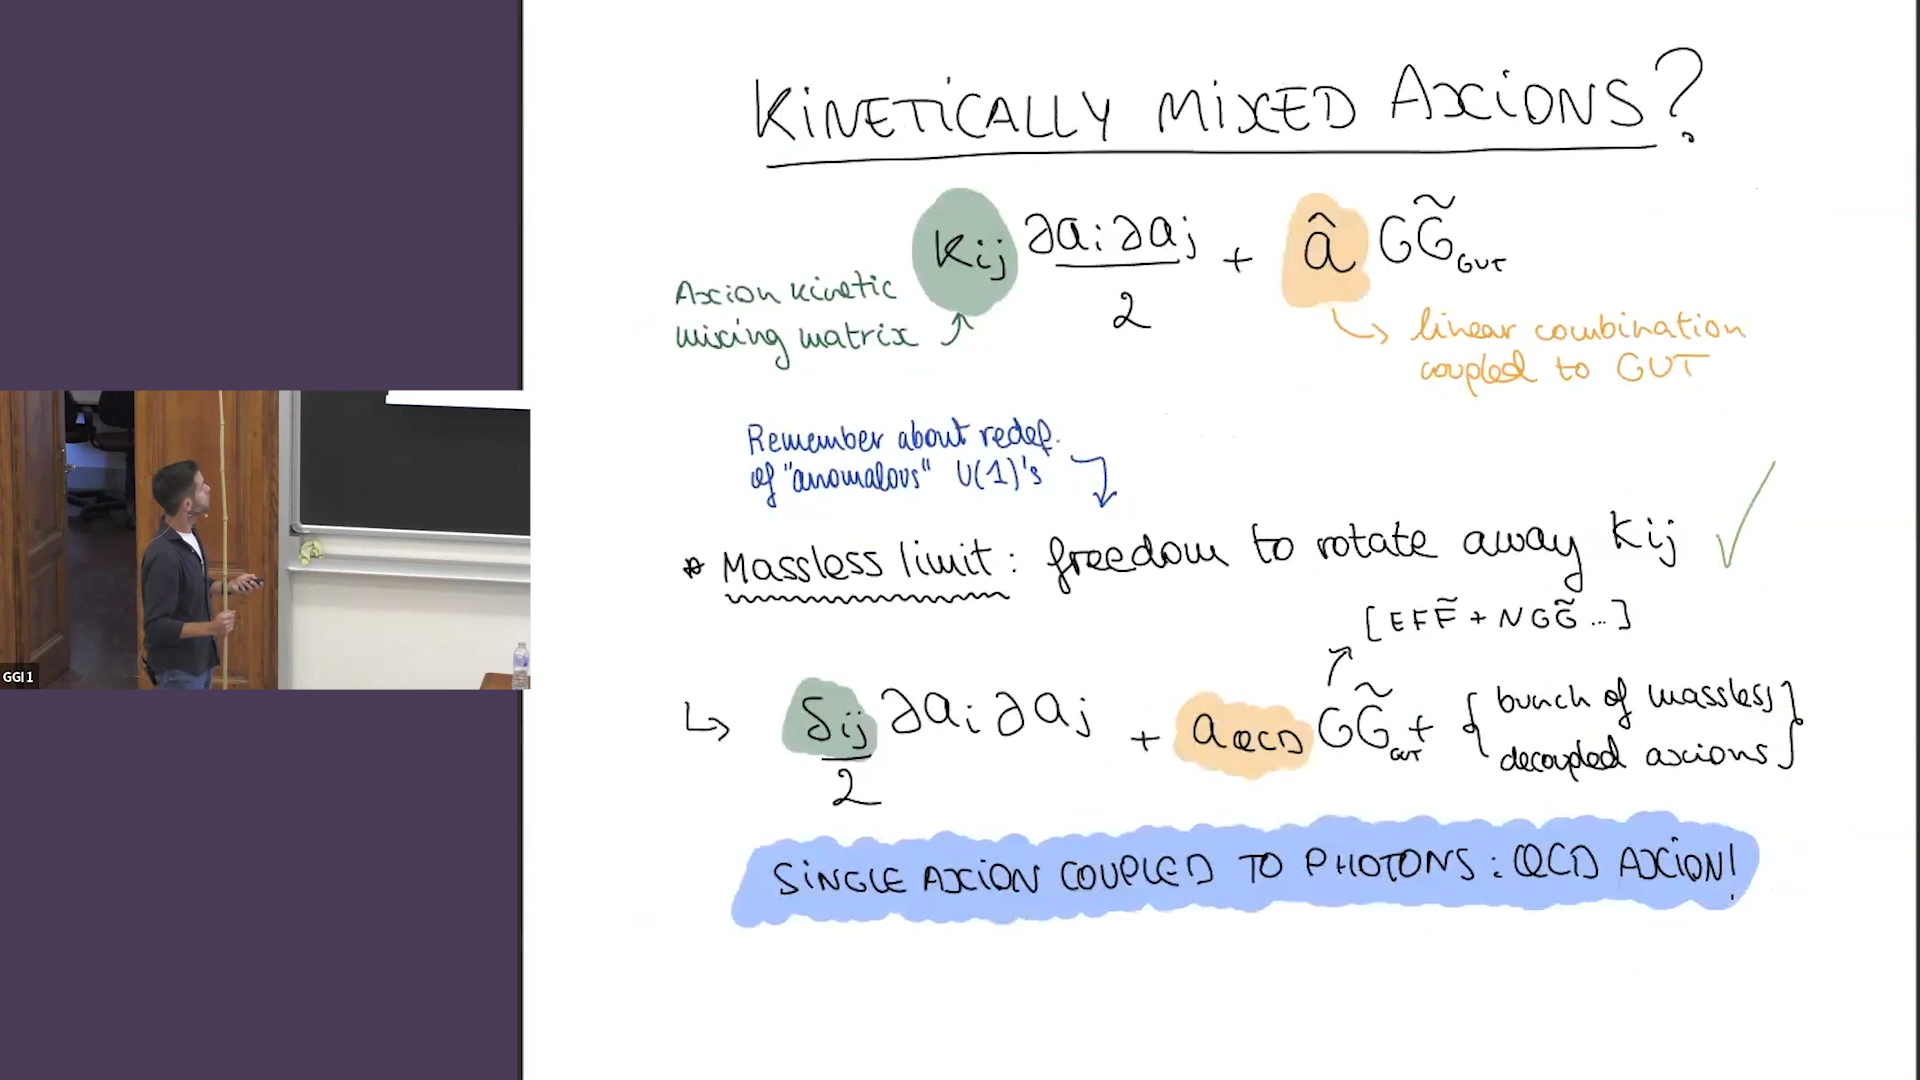 KINETICALLY MIXED AXIONS?
Kij ∂ai∂aj/2 + â GG̃GUT
Axion kinetic
mixing matrix
linear combination
coupled to GUT
Remember about redef.
of "anomalous" U(1)'s
* Massless limit: freedom to rotate away Kij ✓
[EFF̃ + NGG̃ ...]
↳ δij/2 ∂ai∂aj + aQCD GG̃GUT + { bunch of massless
decoupled axions }
SINGLE AXION COUPLED TO PHOTONS: QCD AXION!
GGI 1